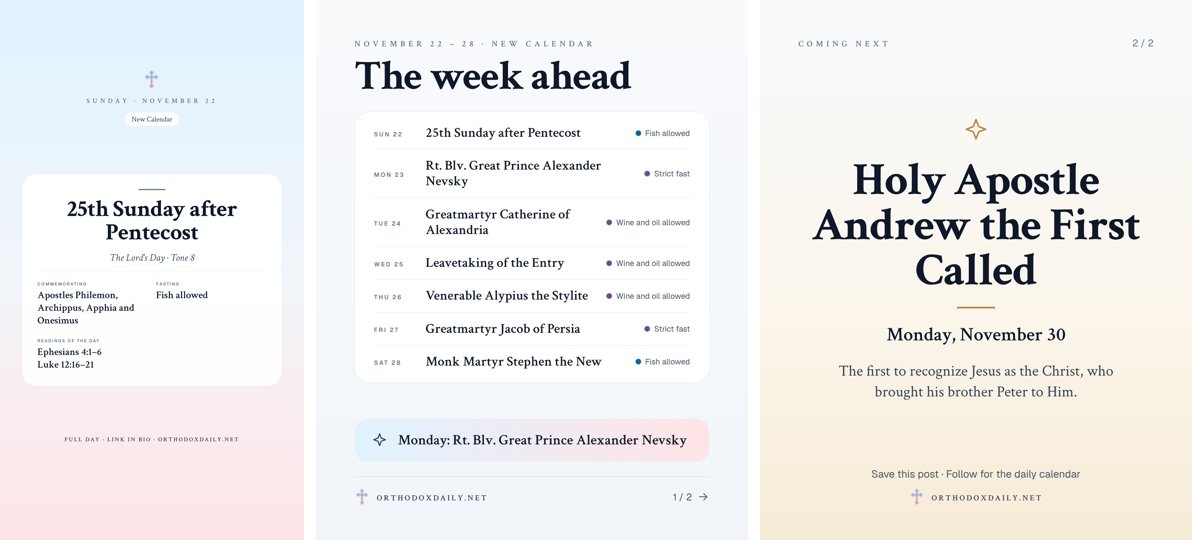 SUNDAY · NOVEMBER 22
New Calendar
25th Sunday after
Pentecost
The Lord's Day · Tone 8
COMMEMORATING
Apostles Philemon,
Archippus, Apphia and
Onesimus
FASTING
Fish allowed
READINGS OF THE DAY
Ephesians 4:1–6
Luke 12:16–21
FULL DAY · LINK IN BIO · ORTHODOXDAILY.NET
NOVEMBER 22 – 28 · NEW CALENDAR
The week ahead
SUN 22 25th Sunday after Pentecost Fish allowed
MON 23 Rt. Blv. Great Prince Alexander
Nevsky Strict fast
TUE 24 Greatmartyr Catherine of
Alexandria Wine and oil allowed
WED 25 Leavetaking of the Entry Wine and oil allowed
THU 26 Venerable Alypius the Stylite Wine and oil allowed
FRI 27 Greatmartyr Jacob of Persia Strict fast
SAT 28 Monk Martyr Stephen the New Fish allowed
Monday: Rt. Blv. Great Prince Alexander Nevsky
ORTHODOXDAILY.NET 1 / 2 →
COMING NEXT 2 / 2
Holy Apostle
Andrew the First
Called
Monday, November 30
The first to recognize Jesus as the Christ, who
brought his brother Peter to Him.
Save this post · Follow for the daily calendar
ORTHODOXDAILY.NET